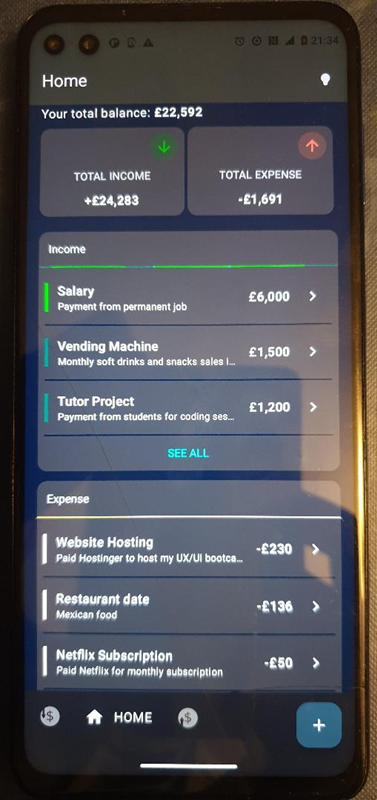 21:34
Home
Your total balance: £22,592
TOTAL INCOME
+£24,283
TOTAL EXPENSE
-£1,691
Income
Salary
Payment from permanent job
£6,000
Vending Machine
Monthly soft drinks and snacks sales i...
£1,500
Tutor Project
Payment from students for coding ses...
£1,200
SEE ALL
Expense
Website Hosting
Paid Hostinger to host my UX/UI bootca...
-£230
Restaurant date
Mexican food
-£136
Netflix Subscription
Paid Netflix for monthly subscription
-£50
$ HOME $
+